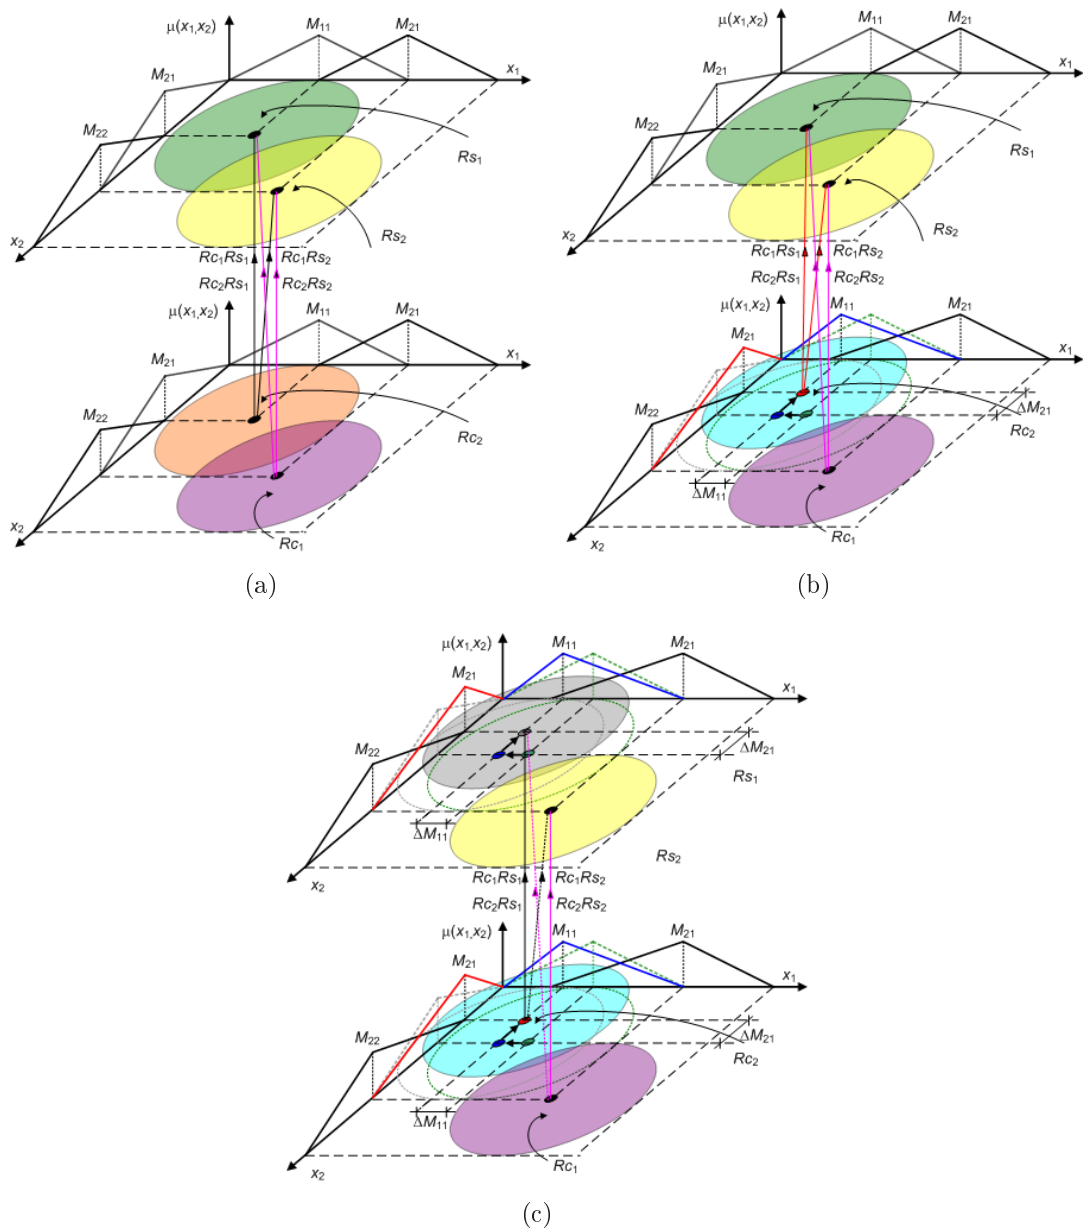 μ(x₁,x₂)
M₁₁
M₂₁
x₁
M₂₁
M₂₂
Rs₁
x₂
Rs₂
Rc₁Rs₁
Rc₁Rs₂
Rc₂Rs₁
Rc₂Rs₂
μ(x₁,x₂)
M₁₁
M₂₁
x₁
M₂₁
M₂₂
Rc₂
x₂
Rc₁
(a)
μ(x₁,x₂)
M₁₁
M₂₁
x₁
M₂₁
M₂₂
Rs₁
x₂
Rs₂
Rc₁Rs₁
Rc₁Rs₂
Rc₂Rs₁
Rc₂Rs₂
μ(x₁,x₂)
M₁₁
M₂₁
x₁
M₂₁
M₂₂
ΔM₂₁
Rc₂
ΔM₁₁
x₂
Rc₁
(b)
μ(x₁,x₂)
M₁₁
M₂₁
x₁
M₂₁
M₂₂
ΔM₂₁
Rs₁
ΔM₁₁
x₂
Rs₂
Rc₁Rs₁
Rc₁Rs₂
Rc₂Rs₁
Rc₂Rs₂
μ(x₁,x₂)
M₁₁
M₂₁
x₁
M₂₁
M₂₂
ΔM₂₁
Rc₂
ΔM₁₁
x₂
Rc₁
(c)